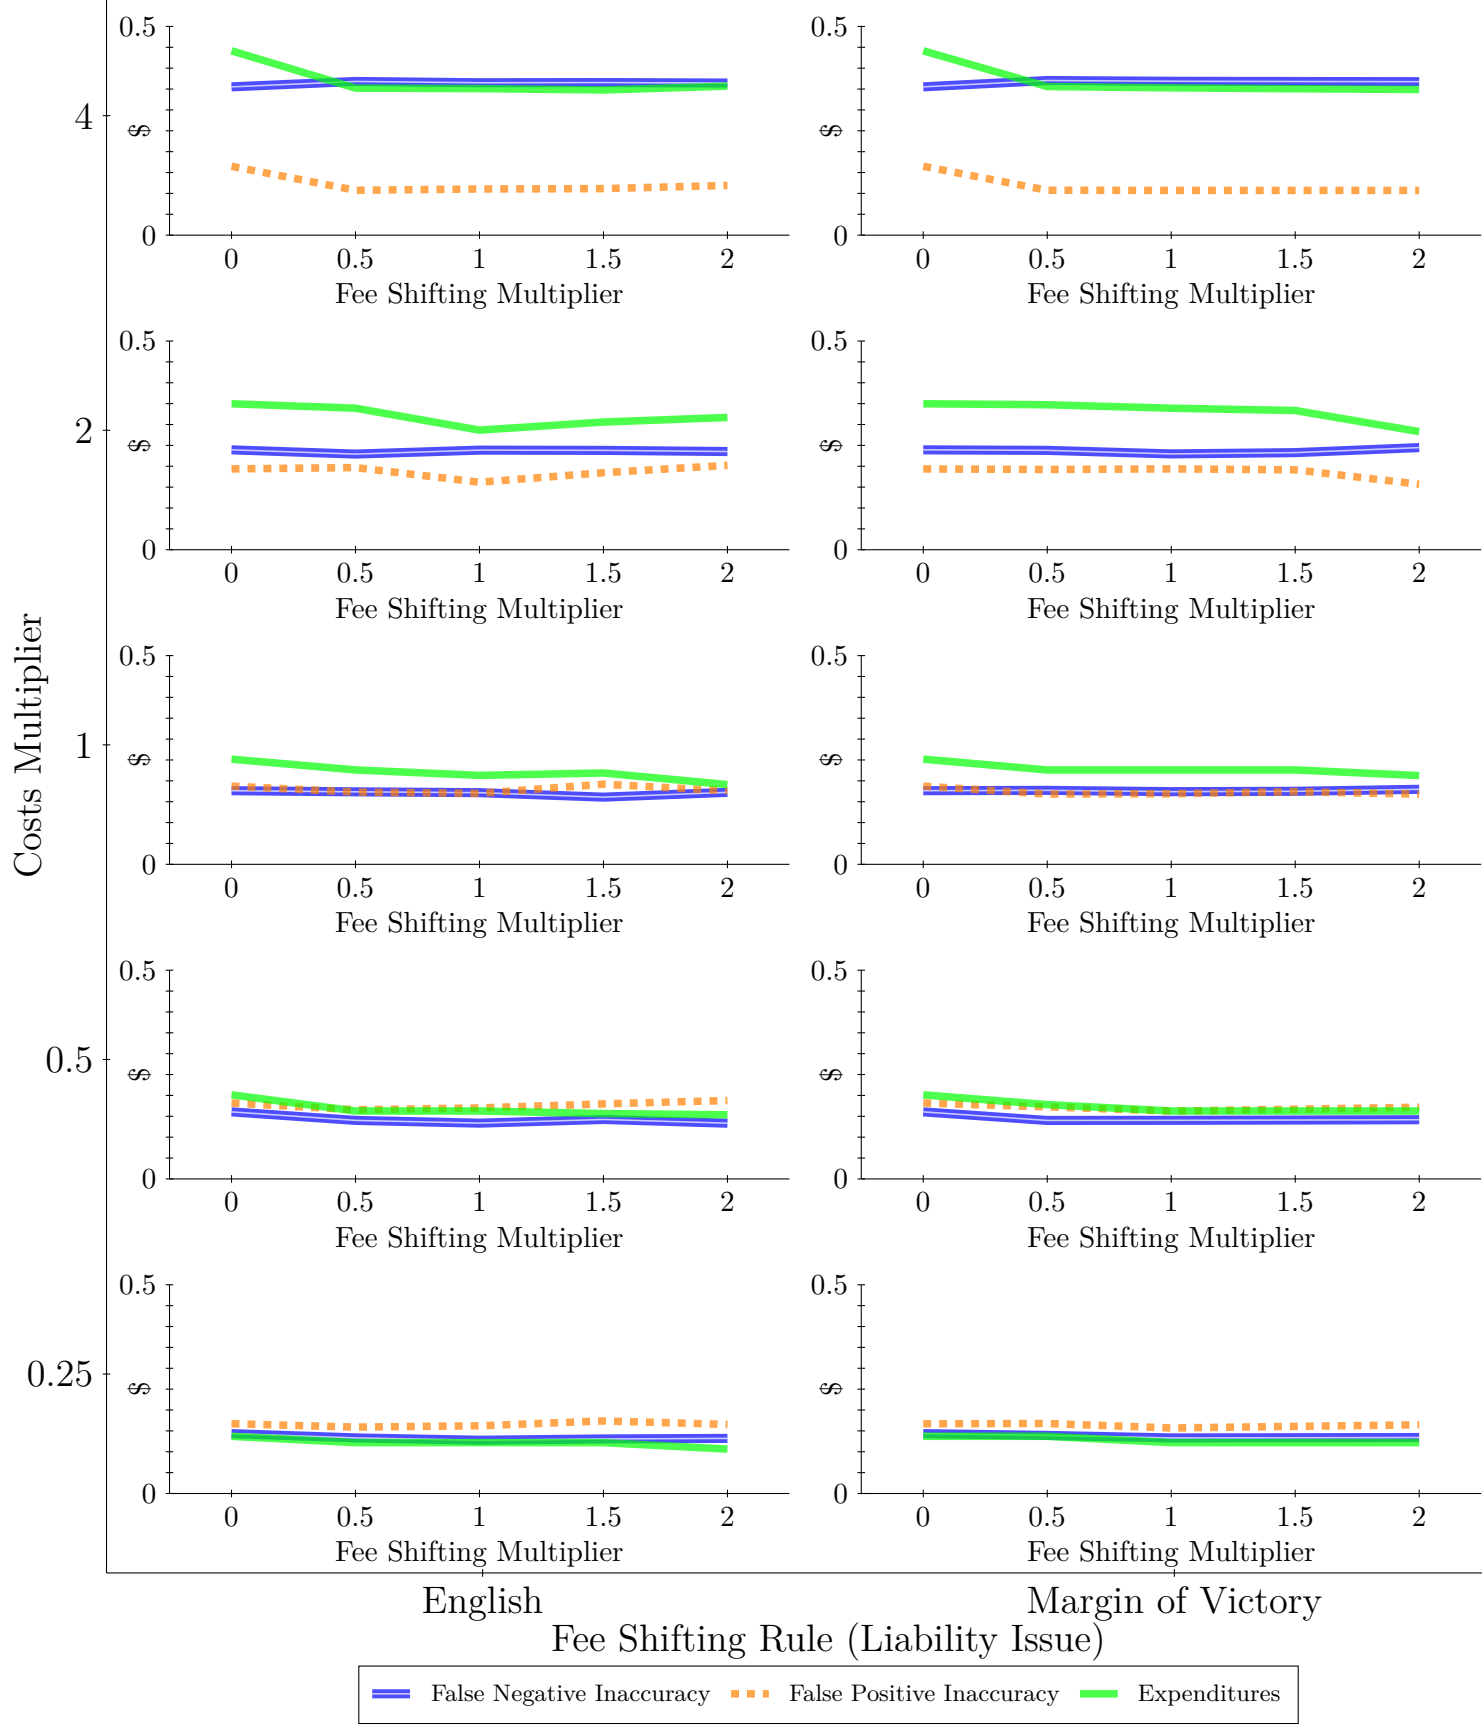 0.5
$
0
0 0.5 1 1.5 2
Fee Shifting Multiplier
0.5
$
0
0 0.5 1 1.5 2
Fee Shifting Multiplier
4
0.5
$
0
0 0.5 1 1.5 2
Fee Shifting Multiplier
0.5
$
0
0 0.5 1 1.5 2
Fee Shifting Multiplier
2
Costs Multiplier
0.5
$
0
0 0.5 1 1.5 2
Fee Shifting Multiplier
0.5
$
0
0 0.5 1 1.5 2
Fee Shifting Multiplier
1
0.5
$
0
0 0.5 1 1.5 2
Fee Shifting Multiplier
0.5
$
0
0 0.5 1 1.5 2
Fee Shifting Multiplier
0.5
0.5
$
0
0 0.5 1 1.5 2
Fee Shifting Multiplier
0.5
$
0
0 0.5 1 1.5 2
Fee Shifting Multiplier
0.25
English
Margin of Victory
Fee Shifting Rule (Liability Issue)
False Negative Inaccuracy False Positive Inaccuracy Expenditures